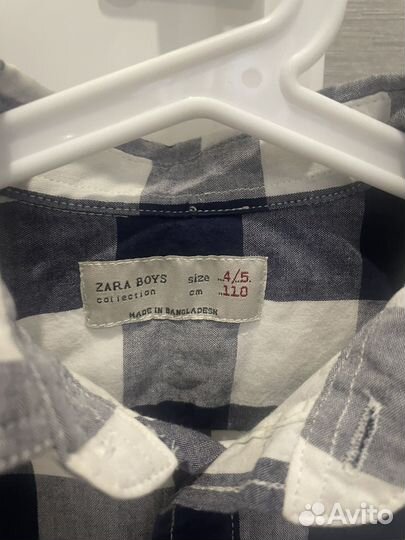 ZARA BOYS size 4/5
collection cm 110
MADE IN BANGLADESH
Avito